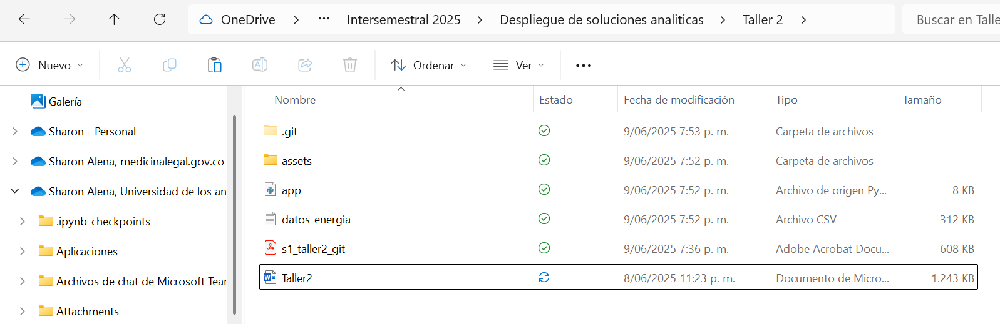 OneDrive > ··· Intersemestral 2025 > Despliegue de soluciones analiticas > Taller 2 > Buscar en Talle
Nuevo Ordenar Ver ···
Nombre Estado Fecha de modificación Tipo Tamaño
Galería
Sharon - Personal
Sharon Alena, medicinalegal.gov.co
Sharon Alena, Universidad de los an
.ipynb_checkpoints
Aplicaciones
Archivos de chat de Microsoft Tear
Attachments
.git 9/06/2025 7:53 p. m. Carpeta de archivos
assets 9/06/2025 7:52 p. m. Carpeta de archivos
app 9/06/2025 7:52 p. m. Archivo de origen Py... 8 KB
datos_energia 9/06/2025 7:52 p. m. Archivo CSV 312 KB
s1_taller2_git 9/06/2025 7:36 p. m. Adobe Acrobat Docu... 608 KB
Taller2 8/06/2025 11:23 p. m. Documento de Micro... 1.243 KB